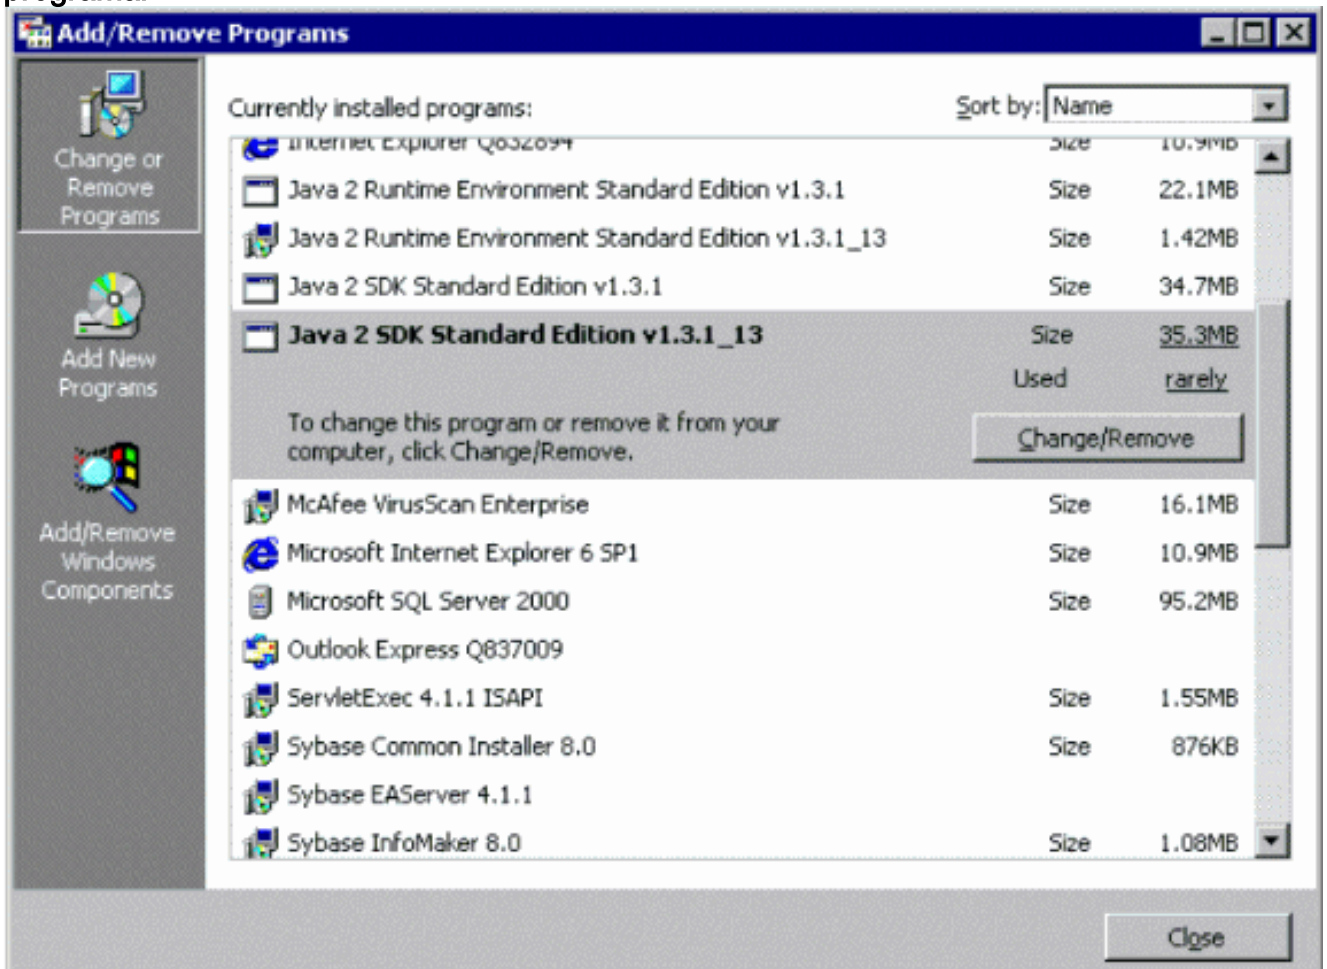 programs.
Add/Remove Programs
Change or
Remove
Programs
Add New
Programs
Add/Remove
Windows
Components
Currently installed programs:
Sort by: Name
Internet Explorer Q832894 Size 10.9MB
Java 2 Runtime Environment Standard Edition v1.3.1 Size 22.1MB
Java 2 Runtime Environment Standard Edition v1.3.1_13 Size 1.42MB
Java 2 SDK Standard Edition v1.3.1 Size 34.7MB
Java 2 SDK Standard Edition v1.3.1_13 Size 35.3MB
Used rarely
To change this program or remove it from your
computer, click Change/Remove.
Change/Remove
McAfee VirusScan Enterprise Size 16.1MB
Microsoft Internet Explorer 6 SP1 Size 10.9MB
Microsoft SQL Server 2000 Size 95.2MB
Outlook Express Q837009
ServletExec 4.1.1 ISAPI Size 1.55MB
Sybase Common Installer 8.0 Size 876KB
Sybase EAServer 4.1.1
Sybase InfoMaker 8.0 Size 1.08MB
Close